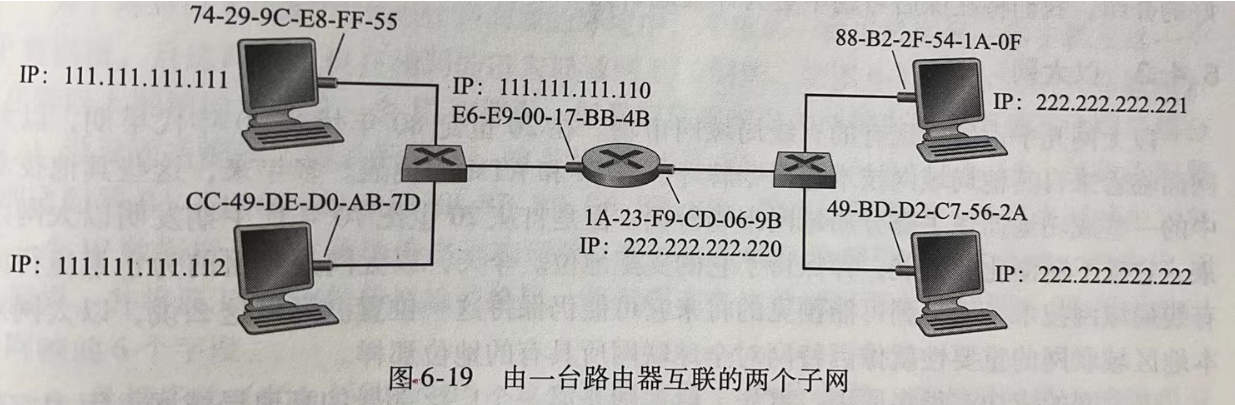 74-29-9C-E8-FF-55
IP: 111.111.111.111
IP: 111.111.111.110
E6-E9-00-17-BB-4B
CC-49-DE-D0-AB-7D
IP: 111.111.111.112
88-B2-2F-54-1A-0F
IP: 222.222.222.221
1A-23-F9-CD-06-9B
IP: 222.222.222.220
49-BD-D2-C7-56-2A
IP: 222.222.222.222
图 6-19 由一台路由器互联的两个子网